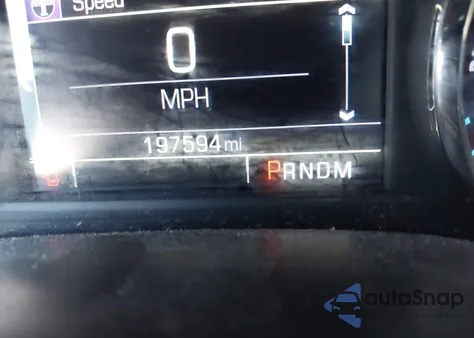 Speed
0
MPH
197594 mi
PRNDM
autoSnap